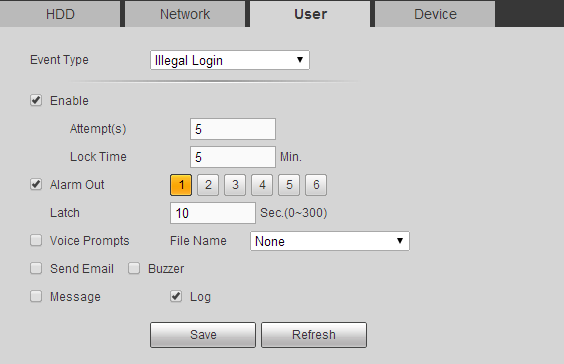 HDD Network User Device
Event Type Illegal Login
Enable
Attempt(s) 5
Lock Time 5 Min.
Alarm Out 1 2 3 4 5 6
Latch 10 Sec.(0~300)
Voice Prompts File Name None
Send Email Buzzer
Message Log
Save Refresh